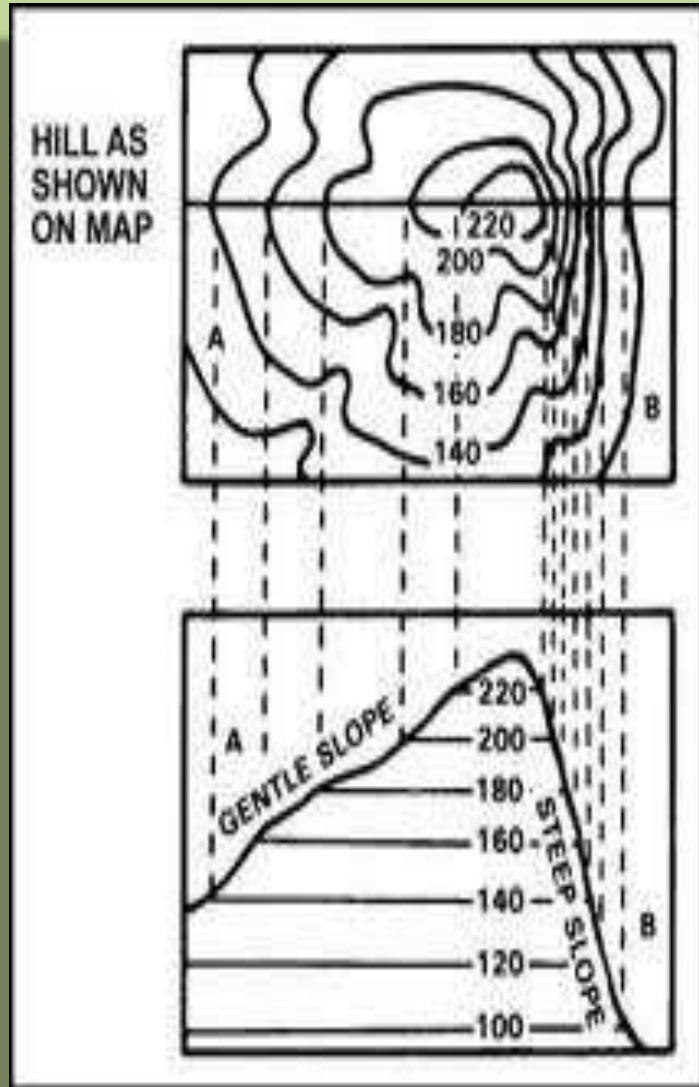 HILL AS
SHOWN
ON MAP
220
200
A
180
160
B
140
220
A
GENTLE SLOPE
200
180
STEEP SLOPE
160
140
B
120
100